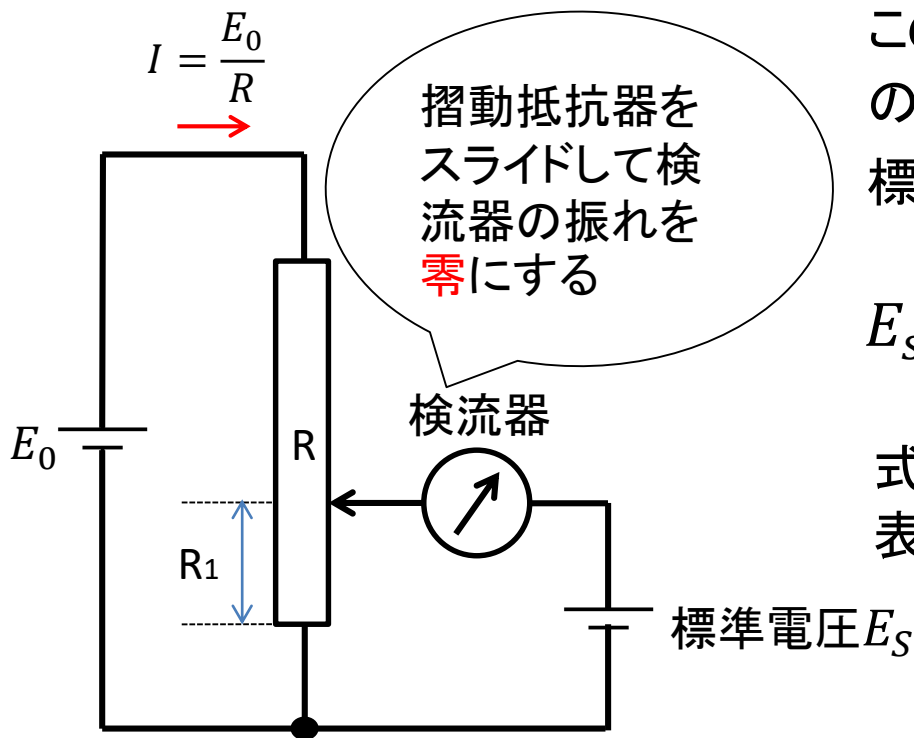 I = E₀/R
摺動抵抗器を
スライドして検
流器の振れを
零にする
こ
の
標
E_S
検流器
E₀
R
式
表
R₁
標準電圧E_S